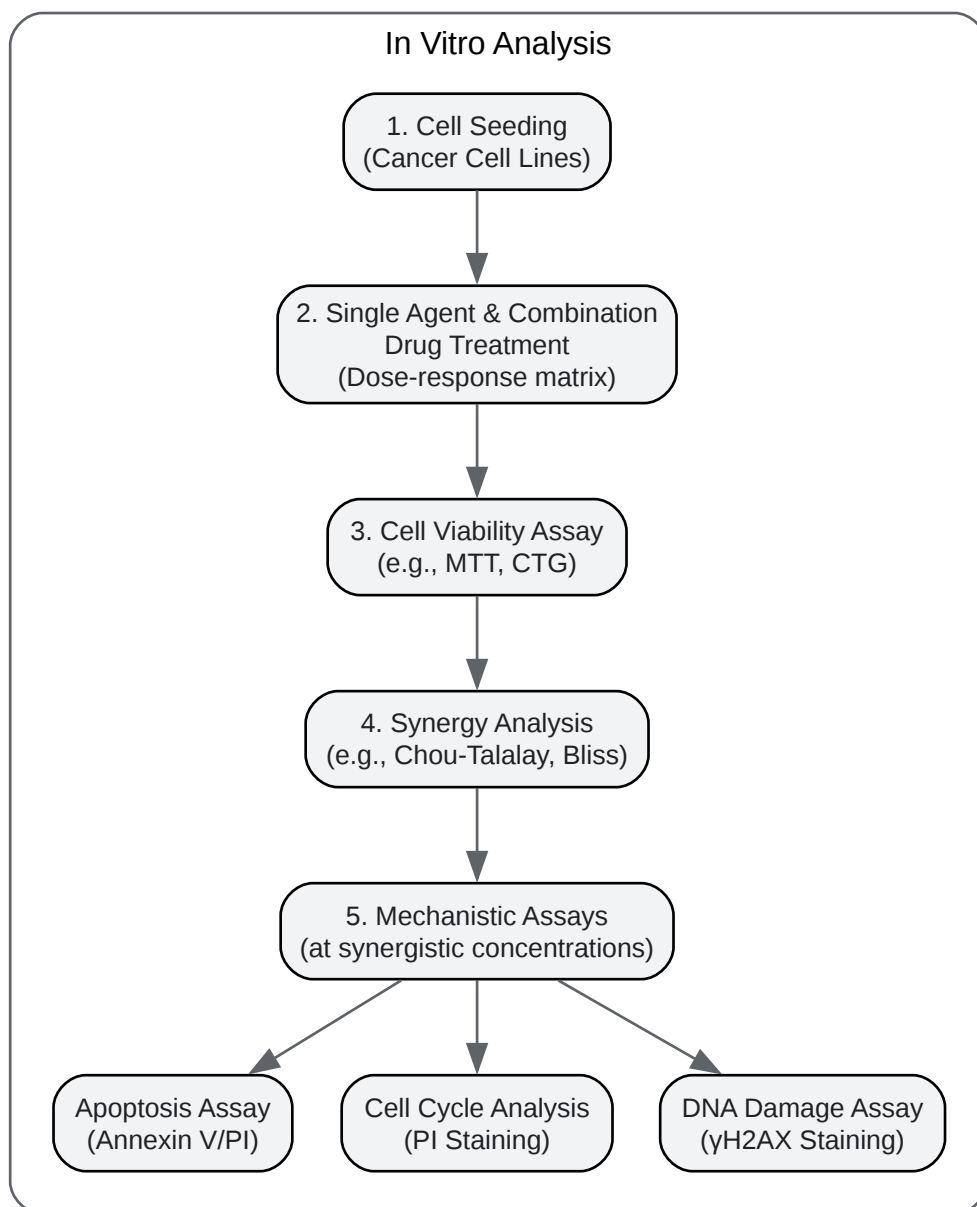 In Vitro Analysis
1. Cell Seeding
(Cancer Cell Lines)
2. Single Agent & Combination
Drug Treatment
(Dose-response matrix)
3. Cell Viability Assay
(e.g., MTT, CTG)
4. Synergy Analysis
(e.g., Chou-Talalay, Bliss)
5. Mechanistic Assays
(at synergistic concentrations)
Apoptosis Assay
(Annexin V/PI)
Cell Cycle Analysis
(PI Staining)
DNA Damage Assay
(γH2AX Staining)